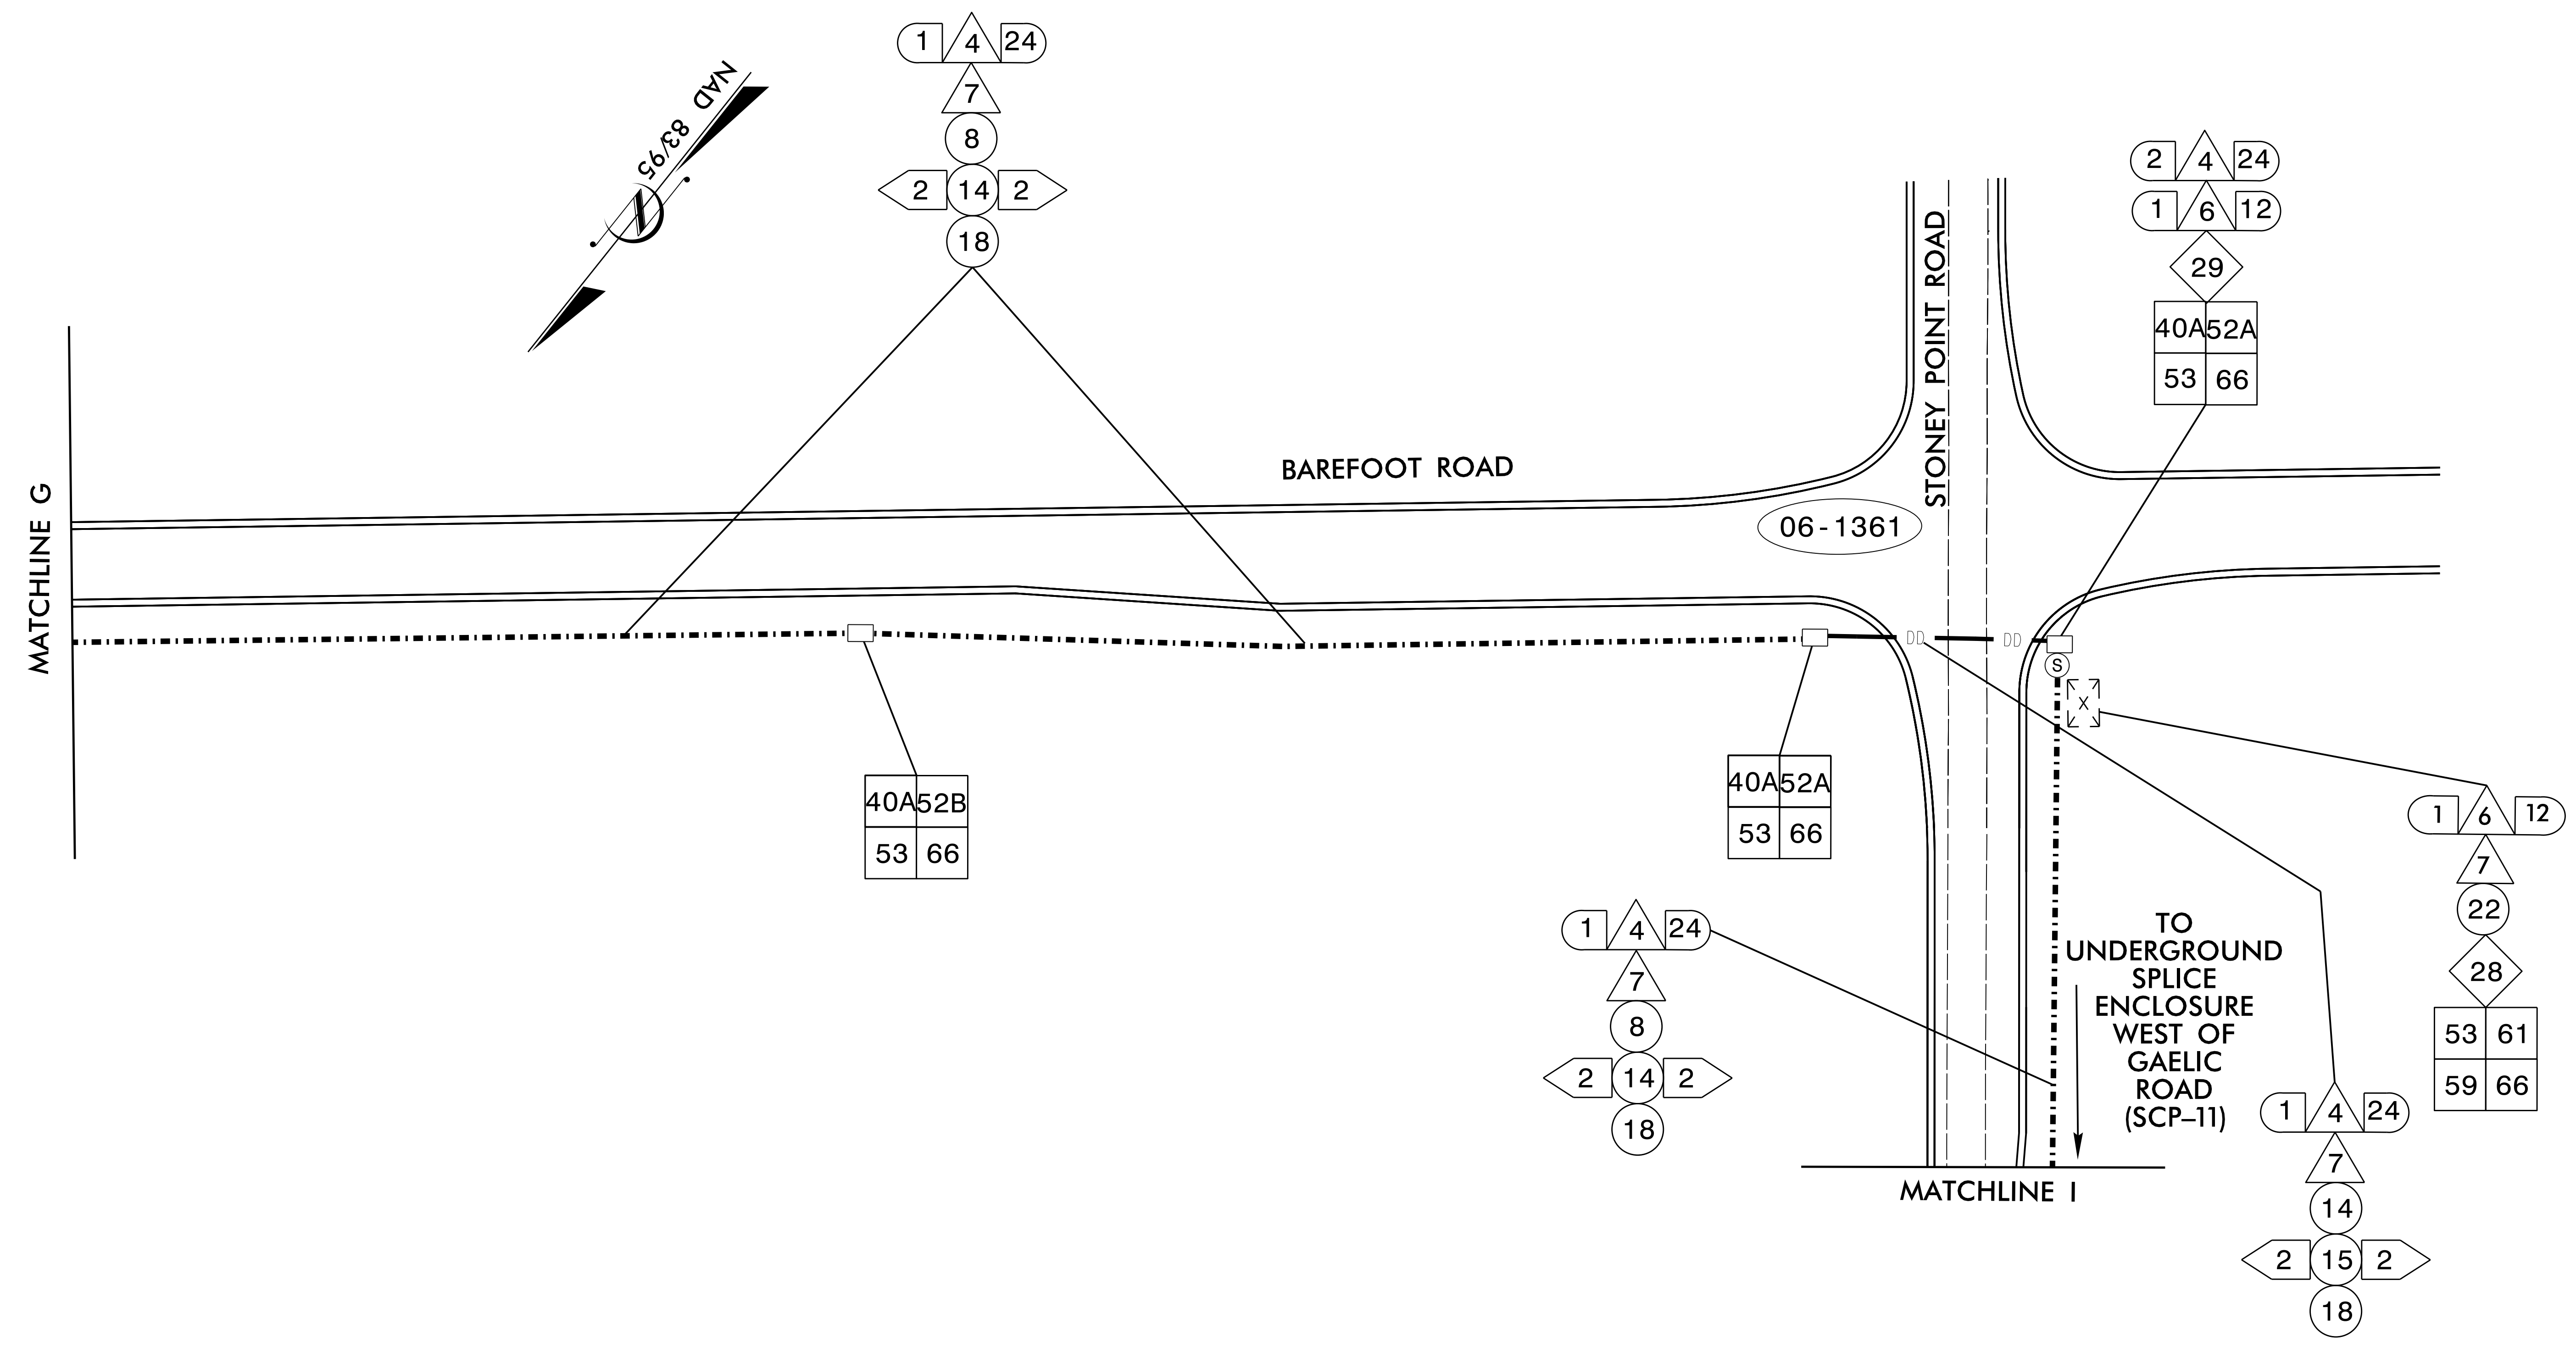 1 4 24
7
8
2 14 2
18
NAD 83/95
N
2 4 24
1 6 12
29
40A 52A
53 66
STONEY POINT ROAD
BAREFOOT ROAD
06-1361
MATCHLINE G
DD DD
S
X
40A 52B
53 66
40A 52A
53 66
1 6 12
7
22
28
53 61
59 66
1 4 24
7
8
2 14 2
18
TO
UNDERGROUND
SPLICE
ENCLOSURE
WEST OF
GAELIC
ROAD
(SCP-11)
MATCHLINE I
1 4 24
7
14
2 15 2
18